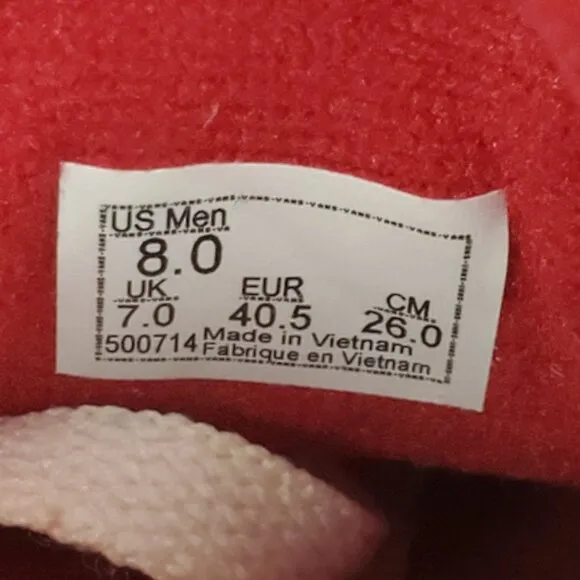 US Men
8.0
UK EUR CM.
7.0 40.5 26.0
500714 Made in Vietnam
Fabrique en Vietnam